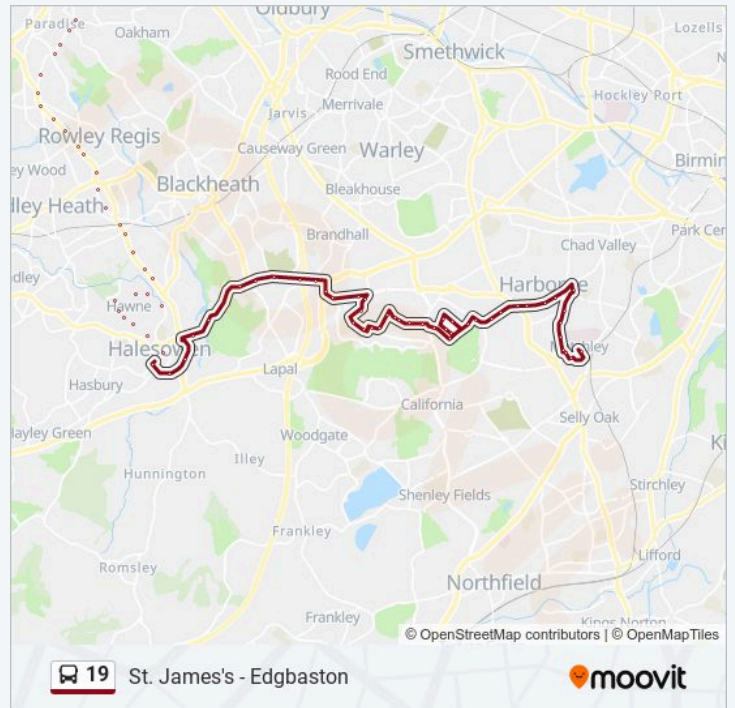 Oldbury
Paradise
Oakham
Lozells
Smethwick
Rood End
Hockley Port
Jarvis
Merrivale
Rowley Regis
Causeway Green
Warley
Birmin
ey Wood
Blackheath
Bleakhouse
dley Heath
Park Cen
Brandhall
Chad Valley
dley
Harborne
Hawne
Halesowen
Hasbury
Lapal
California
Selly Oak
Hayley Green
Woodgate
Illey
Ki
Hunnington
Stirchley
Shenley Fields
Frankley
Lifford
Romsley
Northfield
Frankley
Kings Norton
© OpenStreetMap contributors | © OpenMapTiles
19 St. James's - Edgbaston
moovit